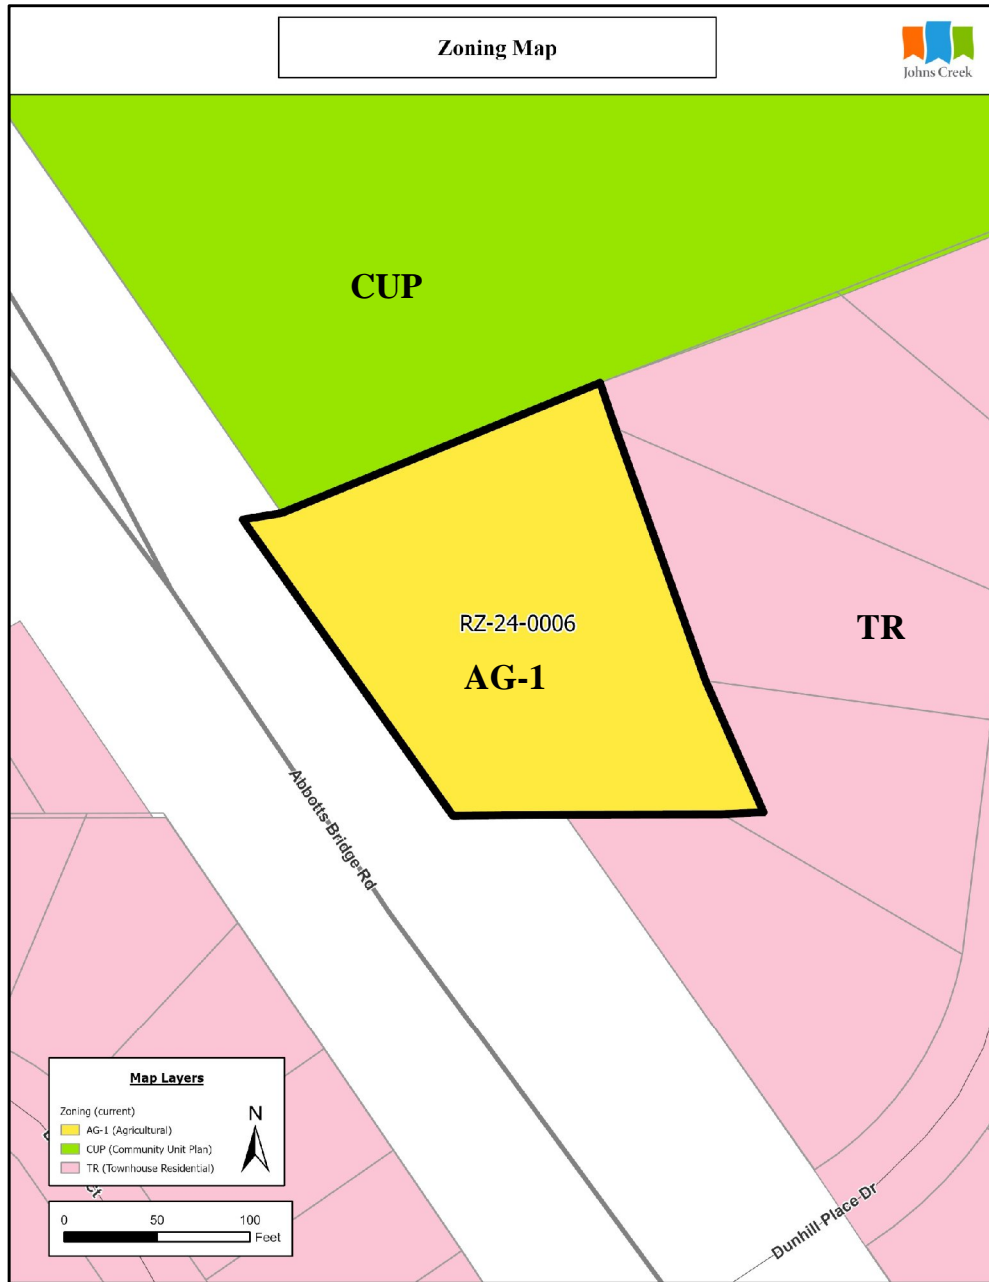 Zoning Map
Johns Creek
CUP
RZ-24-0006
TR
AG-1
Abbotts Bridge Rd
Map Layers
Zoning (current)
N
AG-1 (Agricultural)
CUP (Community Unit Plan)
TR (Townhouse Residential)
Ct
0 50 100
Feet
Dunhill Place Dr